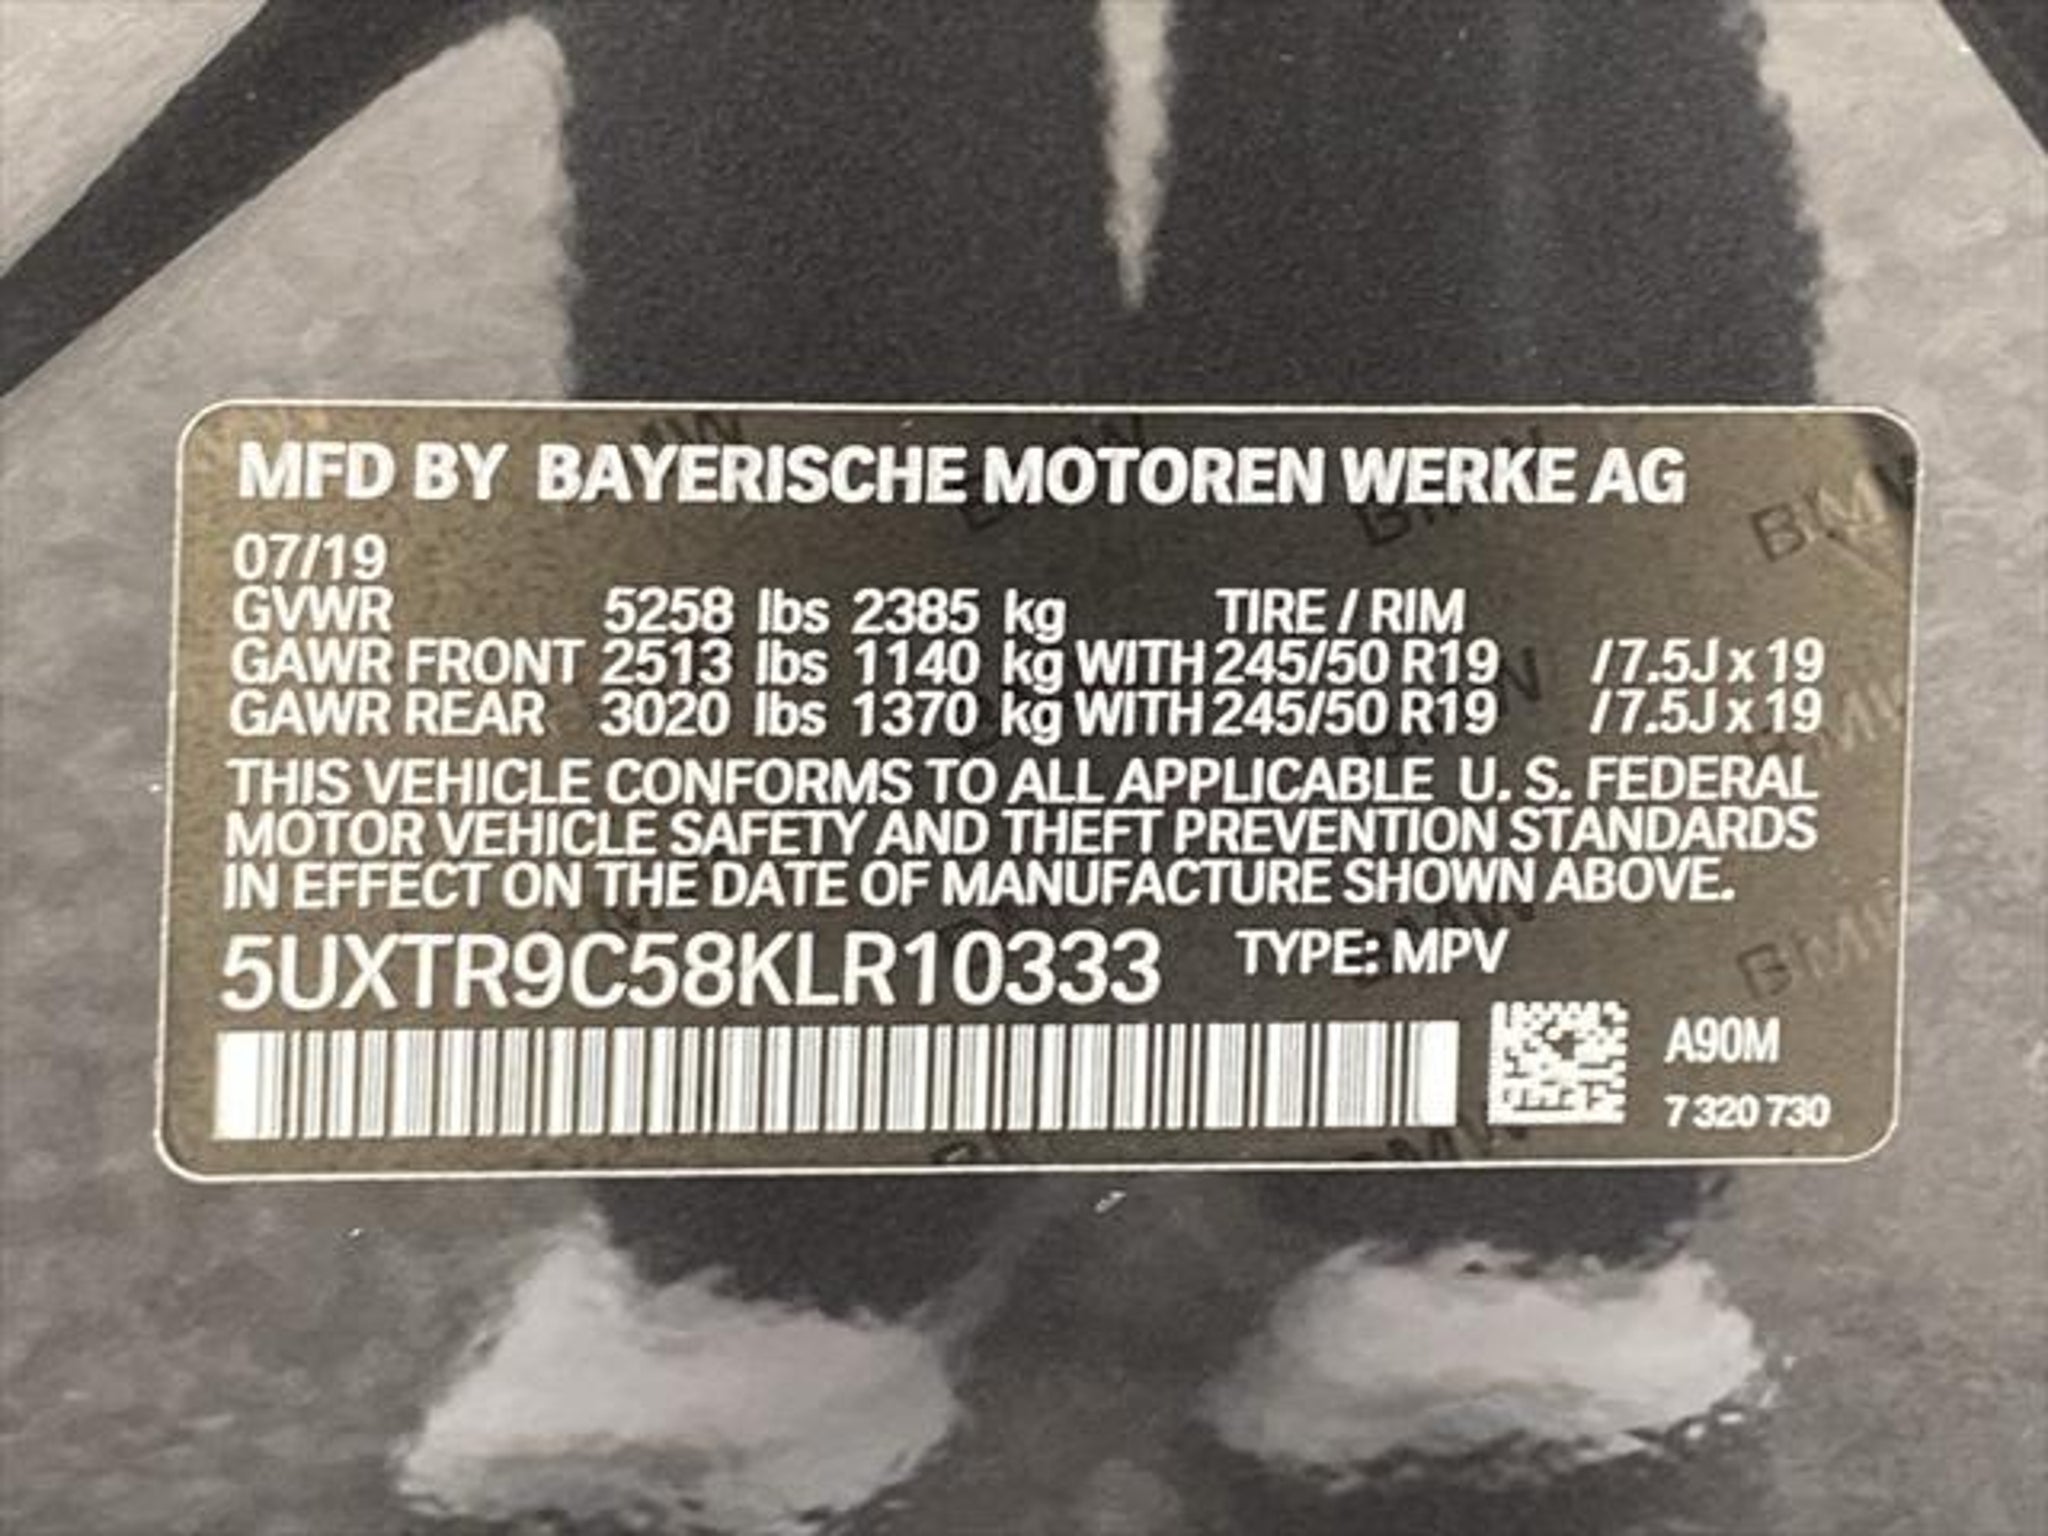 MFD BY BAYERISCHE MOTOREN WERKE AG
07/19
GVWR 5258 lbs 2385 kg TIRE / RIM
GAWR FRONT 2513 lbs 1140 kg WITH 245/50 R19 /7.5J x 19
GAWR REAR 3020 lbs 1370 kg WITH 245/50 R19 /7.5J x 19
THIS VEHICLE CONFORMS TO ALL APPLICABLE U. S. FEDERAL
MOTOR VEHICLE SAFETY AND THEFT PREVENTION STANDARDS
IN EFFECT ON THE DATE OF MANUFACTURE SHOWN ABOVE.
5UXTR9C58KLR10333 TYPE: MPV
A90M
7 320 730